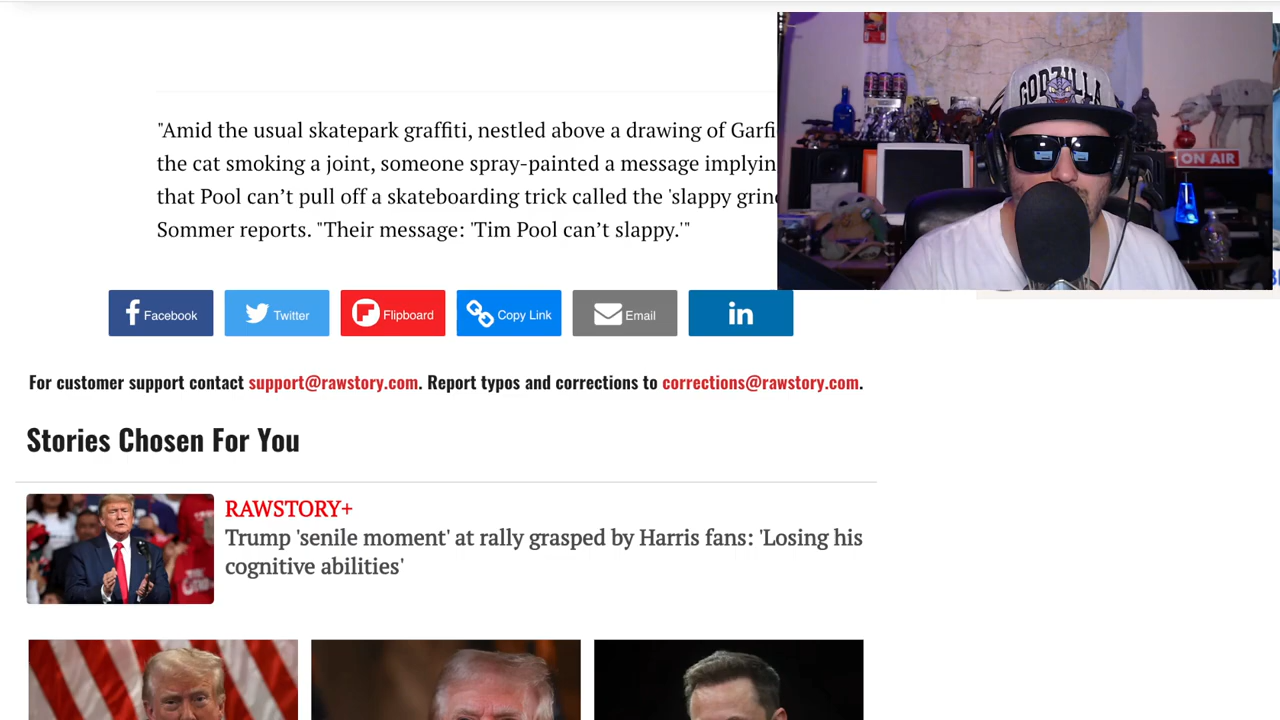 "Amid the usual skatepark graffiti, nestled above a drawing of Garfi
the cat smoking a joint, someone spray-painted a message implyin
that Pool can’t pull off a skateboarding trick called the 'slappy grin
Sommer reports. "Their message: 'Tim Pool can’t slappy.'"
GODZILLA
ON AIR
Facebook
Twitter
Flipboard
Copy Link
Email
in
For customer support contact support@rawstory.com. Report typos and corrections to corrections@rawstory.com.
Stories Chosen For You
RAWSTORY+
Trump 'senile moment' at rally grasped by Harris fans: 'Losing his
cognitive abilities'